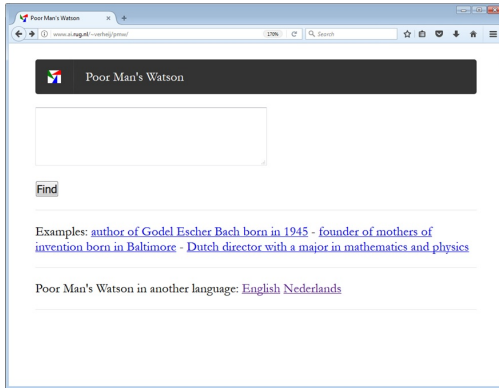 Poor Man's Watson
www.ai.rug.nl/~verheij/pmw/
170%
Search
Poor Man's Watson
Find
Examples: author of Godel Escher Bach born in 1945 - founder of mothers of
invention born in Baltimore - Dutch director with a major in mathematics and physics
Poor Man's Watson in another language: English Nederlands